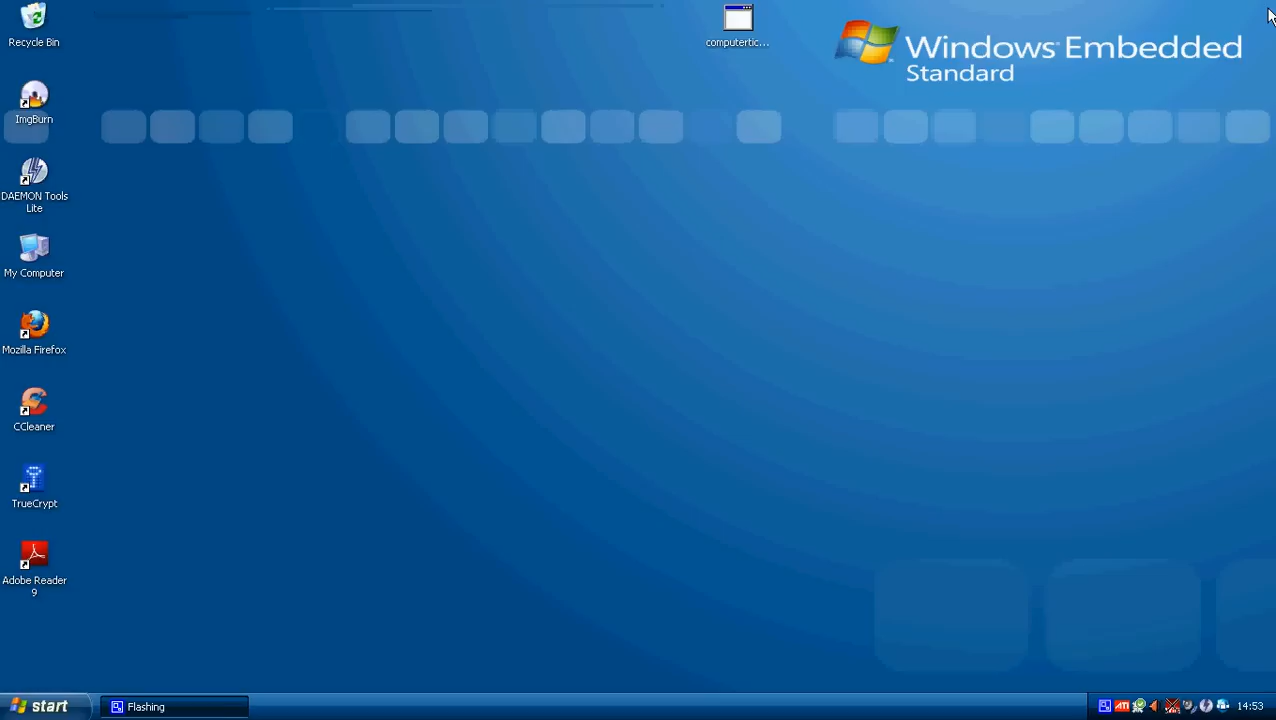 Recycle Bin
computertic...
Windows Embedded
Standard
ImgBurn
DAEMON Tools
Lite
My Computer
Mozilla Firefox
CCleaner
TrueCrypt
Adobe Reader
9
start
Flashing
ATI
14:53